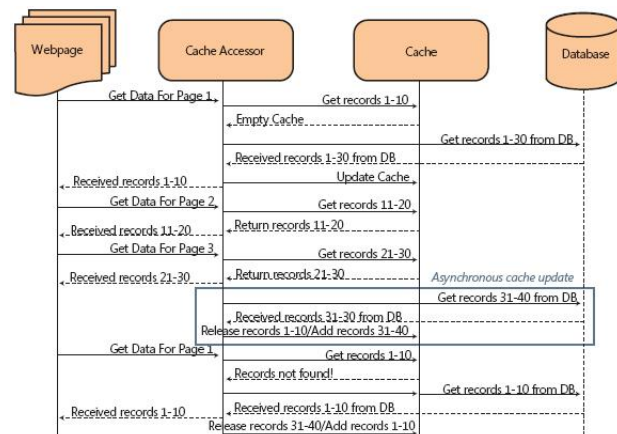 Webpage
Cache Accessor
Cache
Database
Get Data For Page 1
Get records 1-10
Empty Cache
Get records 1-30 from DB
Received records 1-30 from DB
Update Cache
Received records 1-10
Get Data For Page 2
Get records 11-20
Return records 11-20
Received records 11-20
Get Data For Page 3
Get records 21-30
Return records 21-30
Received records 21-30
Asynchronous cache update
Get records 31-40 from DB
Received records 31-30 from DB
Release records 1-10/Add records 31-40
Get Data For Page 1
Get records 1-10
Records not found!
Get records 1-10 from DB
Received records 1-10 from DB
Received records 1-10
Release records 31-40/Add records 1-10